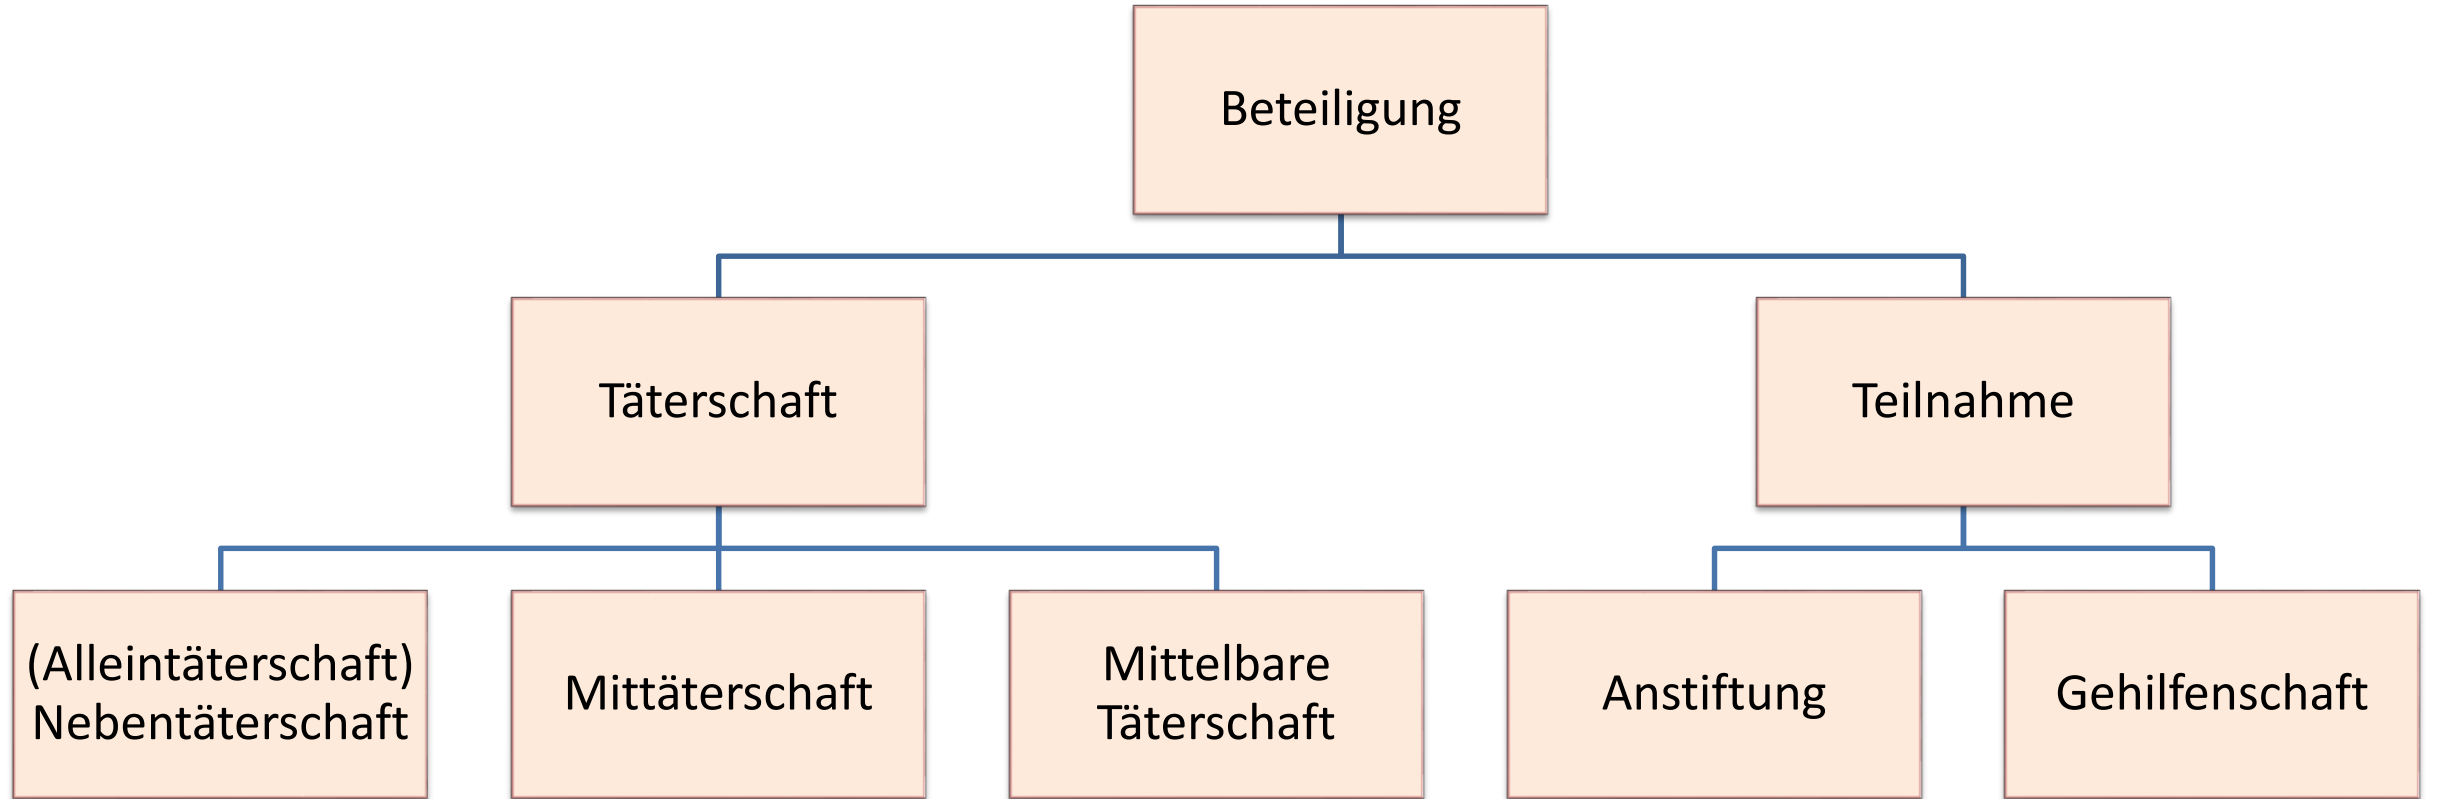 Beteiligung
Täterschaft
Teilnahme
(Alleintäterschaft)
Nebentäterschaft
Mittäterschaft
Mittelbare
Täterschaft
Anstiftung
Gehilfenschaft